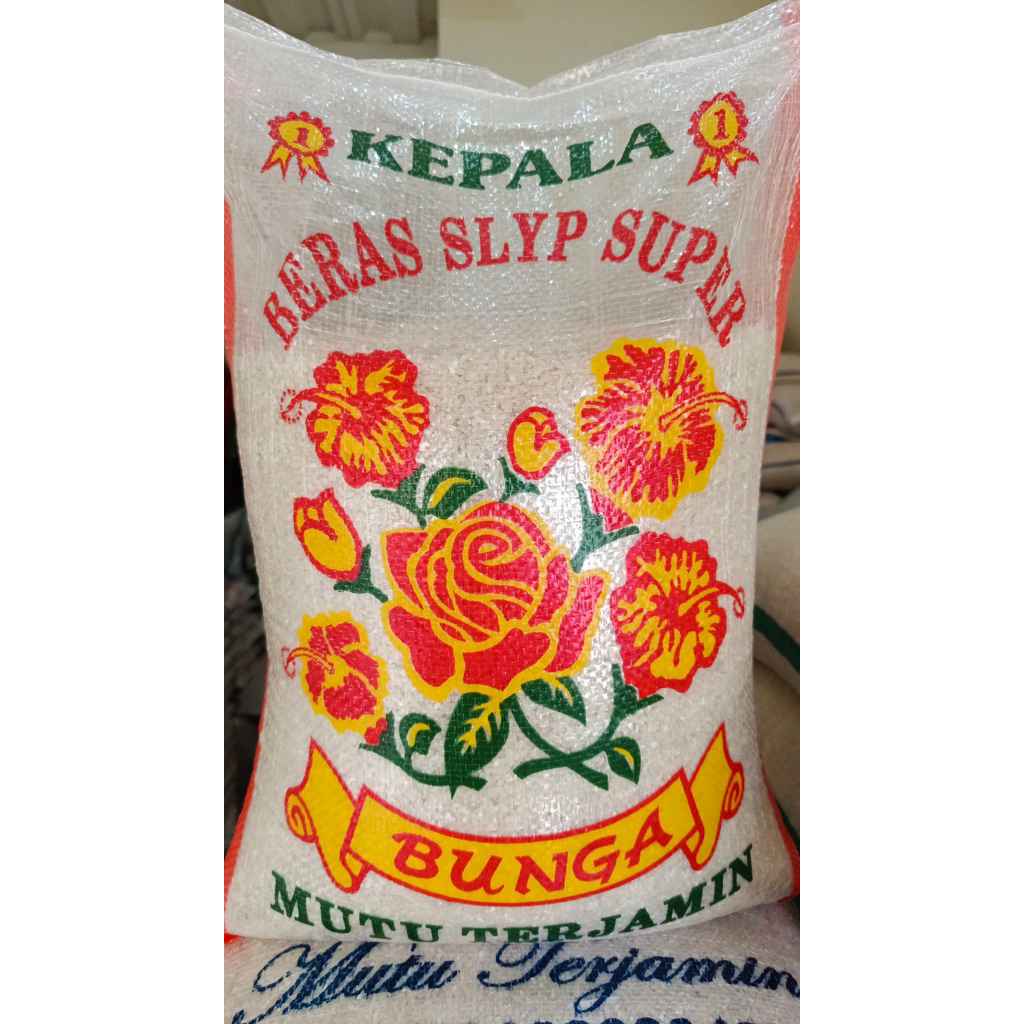 1 KEPALA 1
BERAS SLYP SUPER
BUNGA
MUTU TERJAMIN
Mutu Terjamin